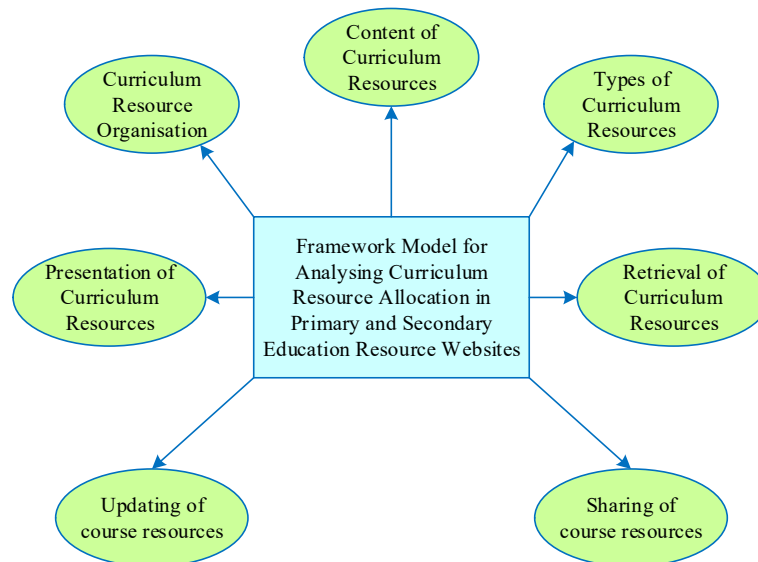 Content of
Curriculum
Resources
Curriculum
Resource
Organisation
Types of
Curriculum
Resources
Framework Model for
Analysing Curriculum
Resource Allocation in
Primary and Secondary
Education Resource Websites
Presentation of
Curriculum
Resources
Retrieval of
Curriculum
Resources
Updating of
course resources
Sharing of
course resources